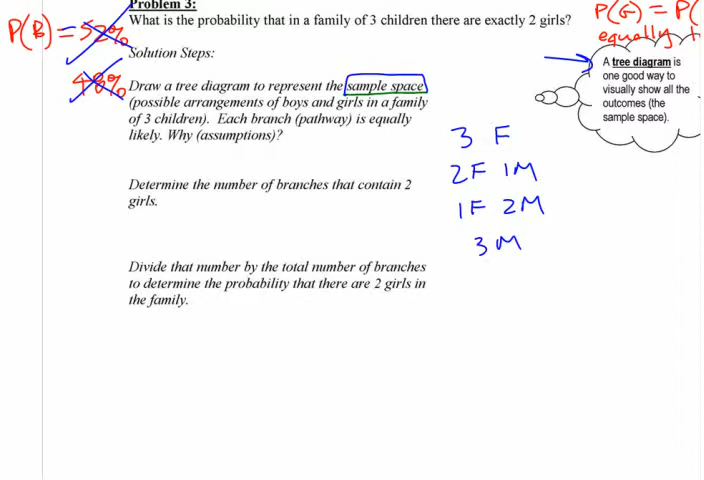 Problem 3:
What is the probability that in a family of 3 children there are exactly 2 girls?
P(B) = 52%
48%
P(G) = P(
equally
Solution Steps:
Draw a tree diagram to represent the sample space
(possible arrangements of boys and girls in a family
of 3 children). Each branch (pathway) is equally
likely. Why (assumptions)?
A tree diagram is
one good way to
visually show all the
outcomes (the
sample space).
3 F
2F 1M
1F 2M
3 M
Determine the number of branches that contain 2
girls.
Divide that number by the total number of branches
to determine the probability that there are 2 girls in
the family.